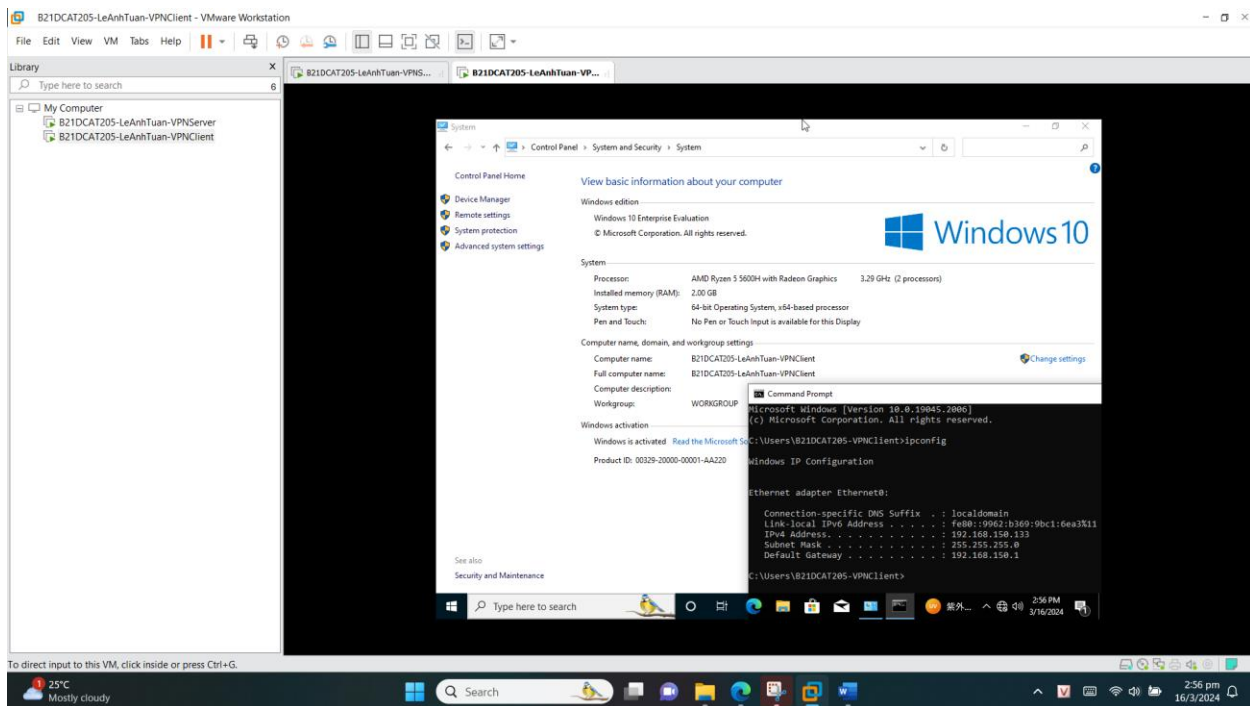 B21DCAT205-LeAnhTuan-VPNClient - VMware Workstation
File Edit View VM Tabs Help
Library X
Type here to search
My Computer
B21DCAT205-LeAnhTuan-VPNServer
B21DCAT205-LeAnhTuan-VPNClient
B21DCAT205-LeAnhTuan-VPNS... B21DCAT205-LeAnhTuan-VP...
System
Control Panel › System and Security › System
Control Panel Home
Device Manager
Remote settings
System protection
Advanced system settings
See also
Security and Maintenance
View basic information about your computer
Windows edition
Windows 10 Enterprise Evaluation
© Microsoft Corporation. All rights reserved.
Windows 10
System
Processor: AMD Ryzen 5 5600H with Radeon Graphics 3.29 GHz (2 processors)
Installed memory (RAM): 2.00 GB
System type: 64-bit Operating System, x64-based processor
Pen and Touch: No Pen or Touch Input is available for this Display
Computer name, domain, and workgroup settings
Computer name: B21DCAT205-LeAnhTuan-VPNClient
Change settings
Full computer name: B21DCAT205-LeAnhTuan-VPNClient
Computer description:
Workgroup: WORKGROUP
Windows activation
Windows is activated Read the Microsoft So
Product ID: 00329-20000-00001-AA220
Command Prompt
Microsoft Windows [Version 10.0.19045.2006]
(c) Microsoft Corporation. All rights reserved.
C:\Users\B21DCAT205-VPNClient>ipconfig
Windows IP Configuration
Ethernet adapter Ethernet0:
Connection-specific DNS Suffix . : localdomain
Link-local IPv6 Address . . . . . : fe80::9962:b369:9bc1:6ea3%11
IPv4 Address. . . . . . . . . . . : 192.168.150.133
Subnet Mask . . . . . . . . . . . : 255.255.255.0
Default Gateway . . . . . . . . . : 192.168.150.1
C:\Users\B21DCAT205-VPNClient>
Type here to search
紫外...
2:56 PM
3/16/2024
To direct input to this VM, click inside or press Ctrl+G.
1
25°C
Mostly cloudy
Search
2:56 pm
16/3/2024